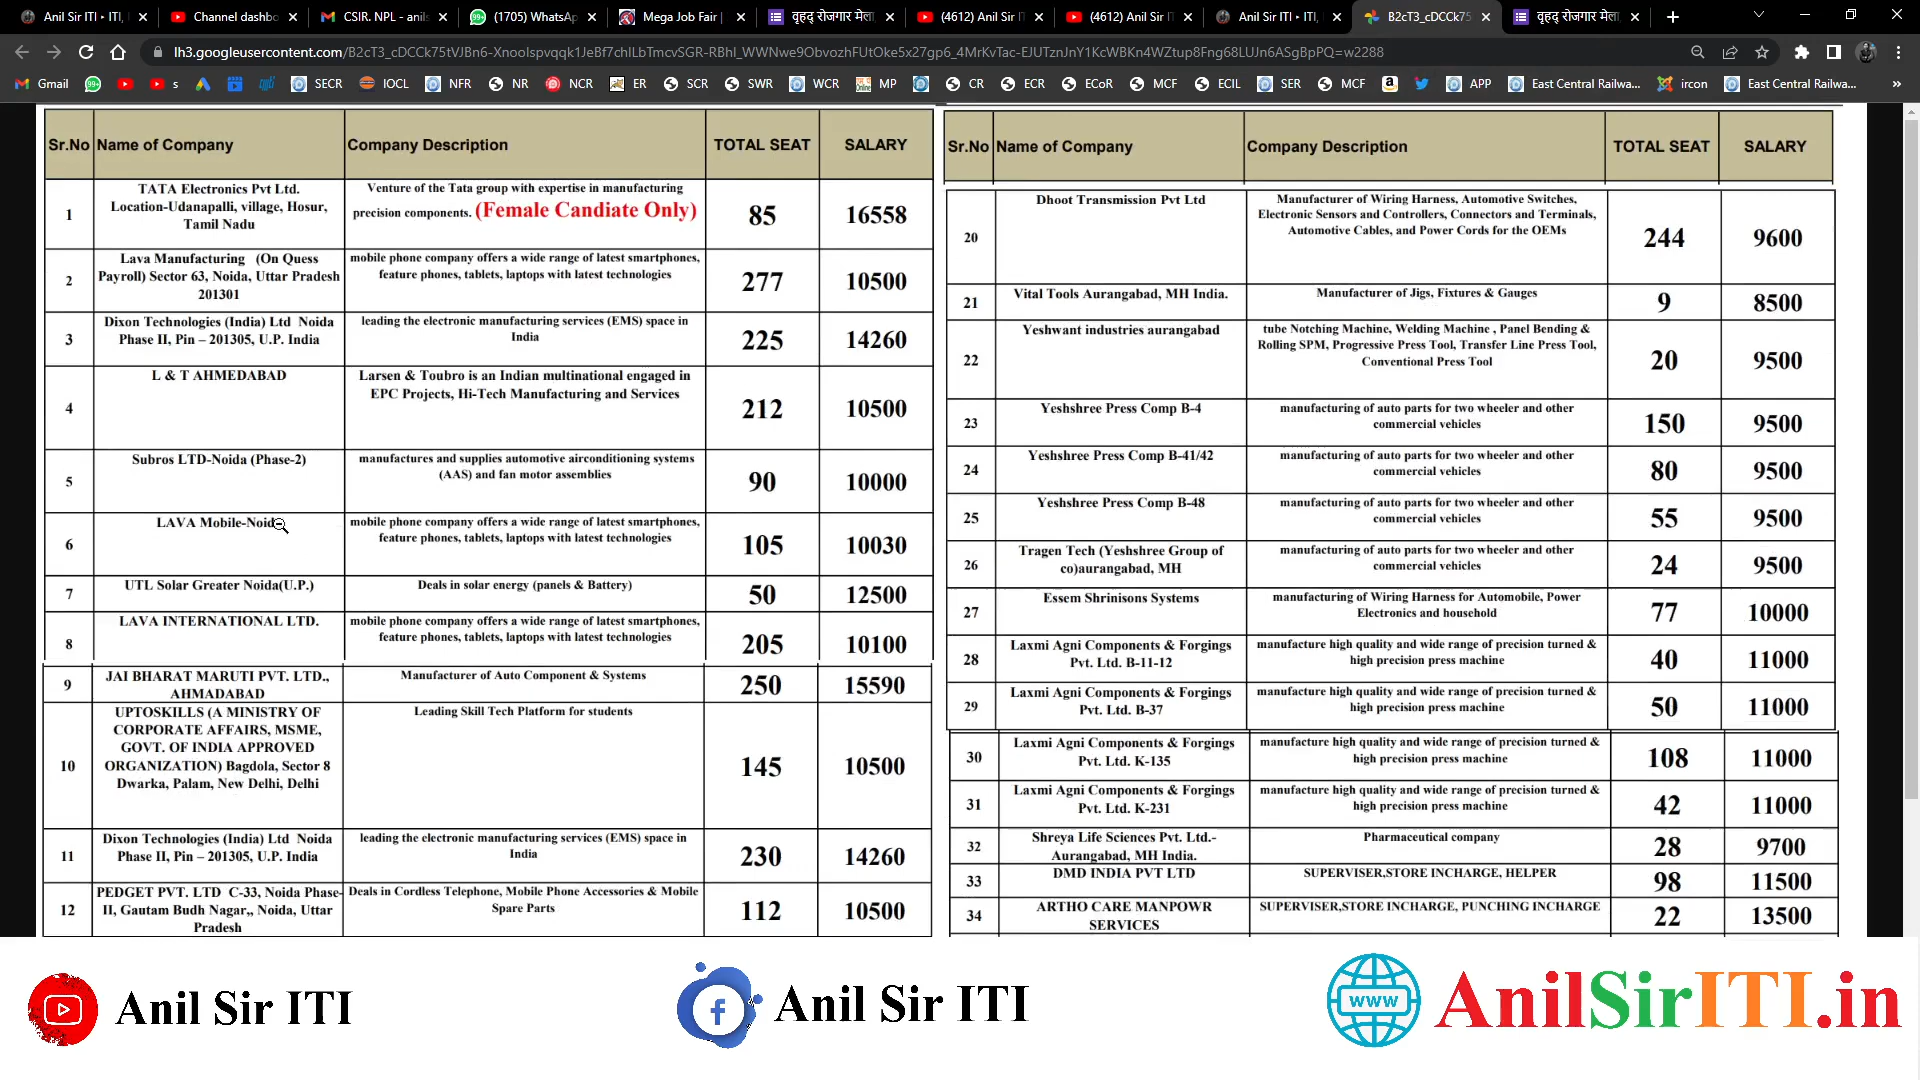 Anil Sir ITI • ITI, I
Channel dashbo
CSIR. NPL - anils
(1705) WhatsAp
Mega Job Fair |
वृहद् रोजगार मेला
(4612) Anil Sir I
(4612) Anil Sir I
Anil Sir ITI • ITI,
B2cT3_cDCCk75
वृहद् रोजगार मेला
lh3.googleusercontent.com/B2cT3_cDCCk75tVJBn6-Xnoolspvqqk1JeBf7chlLbTmcvSGR-RBhl_WWNwe9ObvozhFUtOke5x27gp6_4MrKvTac-EJUTznJnY1KcWBKn4WZtup8Fng68LUJn6ASgBpPQ=w2288
Gmail
s
SECR
IOCL
NFR
NR
NCR
ER
SCR
SWR
WCR
MP
CR
ECR
ECoR
MCF
ECIL
SER
MCF
APP
East Central Railwa...
ircon
East Central Railwa...
Sr.No Name of Company Company Description TOTAL SEAT SALARY
1 TATA Electronics Pvt Ltd.
Location-Udanapalli, village, Hosur,
Tamil Nadu
Venture of the Tata group with expertise in manufacturing
precision components. (Female Candiate Only)
85 16558
2 Lava Manufacturing (On Quess
Payroll) Sector 63, Noida, Uttar Pradesh
201301
mobile phone company offers a wide range of latest smartphones,
feature phones, tablets, laptops with latest technologies
277 10500
3 Dixon Technologies (India) Ltd Noida
Phase II, Pin – 201305, U.P. India
leading the electronic manufacturing services (EMS) space in
India
225 14260
4 L & T AHMEDABAD
Larsen & Toubro is an Indian multinational engaged in
EPC Projects, Hi-Tech Manufacturing and Services
212 10500
5 Subros LTD-Noida (Phase-2)
manufactures and supplies automotive airconditioning systems
(AAS) and fan motor assemblies
90 10000
6 LAVA Mobile-Noida
mobile phone company offers a wide range of latest smartphones,
feature phones, tablets, laptops with latest technologies
105 10030
7 UTL Solar Greater Noida(U.P.)
Deals in solar energy (panels & Battery)
50 12500
8 LAVA INTERNATIONAL LTD.
mobile phone company offers a wide range of latest smartphones,
feature phones, tablets, laptops with latest technologies
205 10100
9 JAI BHARAT MARUTI PVT. LTD.,
AHMADABAD
Manufacturer of Auto Component & Systems
250 15590
10 UPTOSKILLS (A MINISTRY OF
CORPORATE AFFAIRS, MSME,
GOVT. OF INDIA APPROVED
ORGANIZATION) Bagdola, Sector 8
Dwarka, Palam, New Delhi, Delhi
Leading Skill Tech Platform for students
145 10500
11 Dixon Technologies (India) Ltd Noida
Phase II, Pin – 201305, U.P. India
leading the electronic manufacturing services (EMS) space in
India
230 14260
12 PEDGET PVT. LTD C-33, Noida Phase-
II, Gautam Budh Nagar,, Noida, Uttar
Pradesh
Deals in Cordless Telephone, Mobile Phone Accessories & Mobile
Spare Parts
112 10500
Sr.No Name of Company Company Description TOTAL SEAT SALARY
20 Dhoot Transmission Pvt Ltd
Manufacturer of Wiring Harness, Automotive Switches,
Electronic Sensors and Controllers, Connectors and Terminals,
Automotive Cables, and Power Cords for the OEMs
244 9600
21 Vital Tools Aurangabad, MH India.
Manufacturer of Jigs, Fixtures & Gauges
9 8500
22 Yeshwant industries aurangabad
tube Notching Machine, Welding Machine , Panel Bending &
Rolling SPM, Progressive Press Tool, Transfer Line Press Tool,
Conventional Press Tool
20 9500
23 Yeshshree Press Comp B-4
manufacturing of auto parts for two wheeler and other
commercial vehicles
150 9500
24 Yeshshree Press Comp B-41/42
manufacturing of auto parts for two wheeler and other
commercial vehicles
80 9500
25 Yeshshree Press Comp B-48
manufacturing of auto parts for two wheeler and other
commercial vehicles
55 9500
26 Tragen Tech (Yeshshree Group of
co)aurangabad, MH
manufacturing of auto parts for two wheeler and other
commercial vehicles
24 9500
27 Essem Shrinisons Systems
manufacturing of Wiring Harness for Automobile, Power
Electronics and household
77 10000
28 Laxmi Agni Components & Forgings
Pvt. Ltd. B-11-12
manufacture high quality and wide range of precision turned &
high precision press machine
40 11000
29 Laxmi Agni Components & Forgings
Pvt. Ltd. B-37
manufacture high quality and wide range of precision turned &
high precision press machine
50 11000
30 Laxmi Agni Components & Forgings
Pvt. Ltd. K-135
manufacture high quality and wide range of precision turned &
high precision press machine
108 11000
31 Laxmi Agni Components & Forgings
Pvt. Ltd. K-231
manufacture high quality and wide range of precision turned &
high precision press machine
42 11000
32 Shreya Life Sciences Pvt. Ltd.-
Aurangabad, MH India.
Pharmaceutical company
28 9700
33 DMD INDIA PVT LTD
SUPERVISER,STORE INCHARGE, HELPER
98 11500
34 ARTHO CARE MANPOWR
SERVICES
SUPERVISER,STORE INCHARGE, PUNCHING INCHARGE
22 13500
Anil Sir ITI
Anil Sir ITI
www
AnilSirITI.in